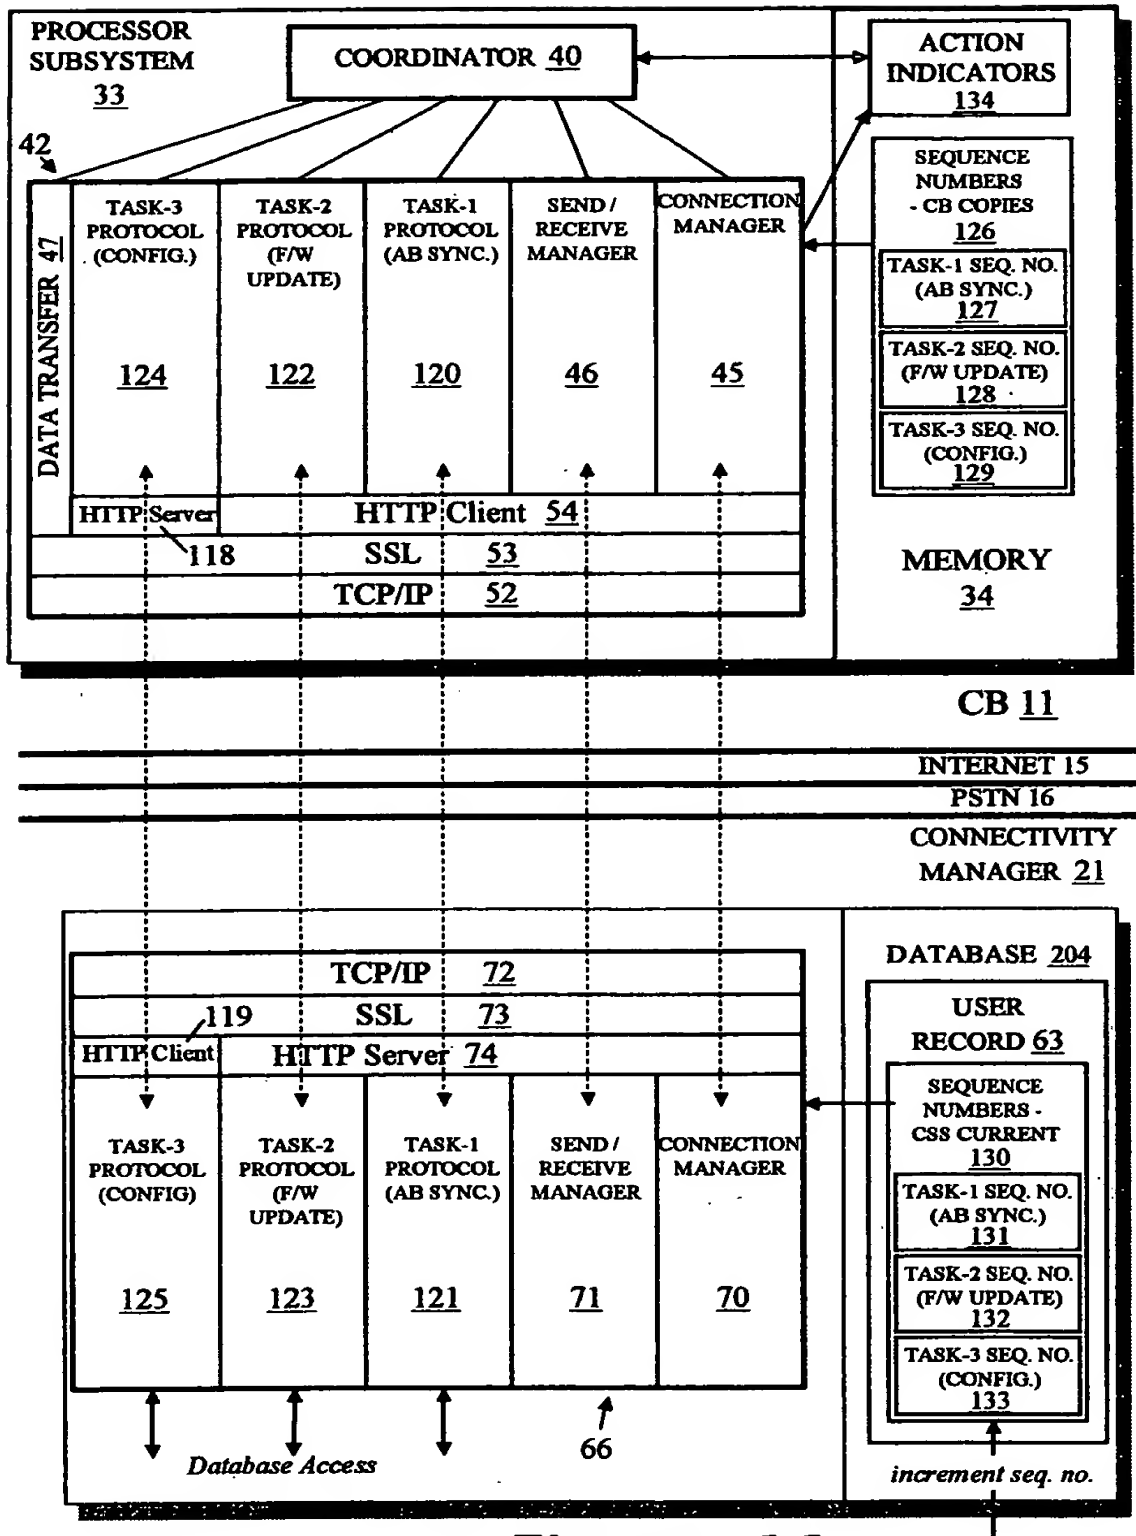 PROCESSOR
SUBSYSTEM
33
COORDINATOR 40
ACTION
INDICATORS
134
42
DATA TRANSFER 47
TASK-3
PROTOCOL
(CONFIG.)
124
TASK-2
PROTOCOL
(F/W
UPDATE)
122
TASK-1
PROTOCOL
(AB SYNC.)
120
SEND /
RECEIVE
MANAGER
46
CONNECTION
MANAGER
45
SEQUENCE
NUMBERS
- CB COPIES
126
TASK-1 SEQ. NO.
(AB SYNC.)
127
TASK-2 SEQ. NO.
(F/W UPDATE)
128
TASK-3 SEQ. NO.
(CONFIG.)
129
HTTP Server
HTTP Client 54
118
SSL 53
TCP/IP 52
MEMORY
34
CB 11
INTERNET 15
PSTN 16
CONNECTIVITY
MANAGER 21
TCP/IP 72
119
SSL 73
HTTP Client
HTTP Server 74
TASK-3
PROTOCOL
(CONFIG)
125
TASK-2
PROTOCOL
(F/W
UPDATE)
123
TASK-1
PROTOCOL
(AB SYNC.)
121
SEND /
RECEIVE
MANAGER
71
CONNECTION
MANAGER
70
DATABASE 204
USER
RECORD 63
SEQUENCE
NUMBERS -
CSS CURRENT
130
TASK-1 SEQ. NO.
(AB SYNC.)
131
TASK-2 SEQ. NO.
(F/W UPDATE)
132
TASK-3 SEQ. NO.
(CONFIG.)
133
66
Database Access
increment seq. no.